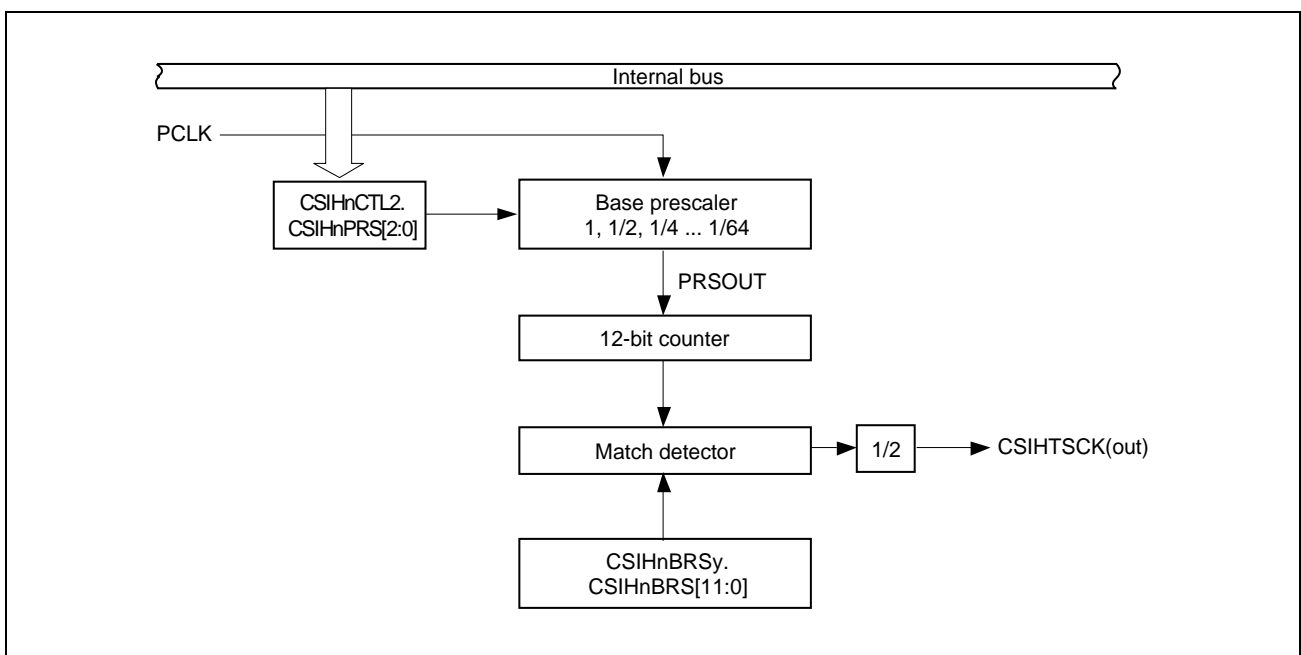 Internal bus
PCLK
CSIHnCTL2.
CSIHnPRS[2:0]
Base prescaler
1, 1/2, 1/4 ... 1/64
PRSOUT
12-bit counter
Match detector
1/2
CSIHTSCK(out)
CSIHnBRSy.
CSIHnBRS[11:0]